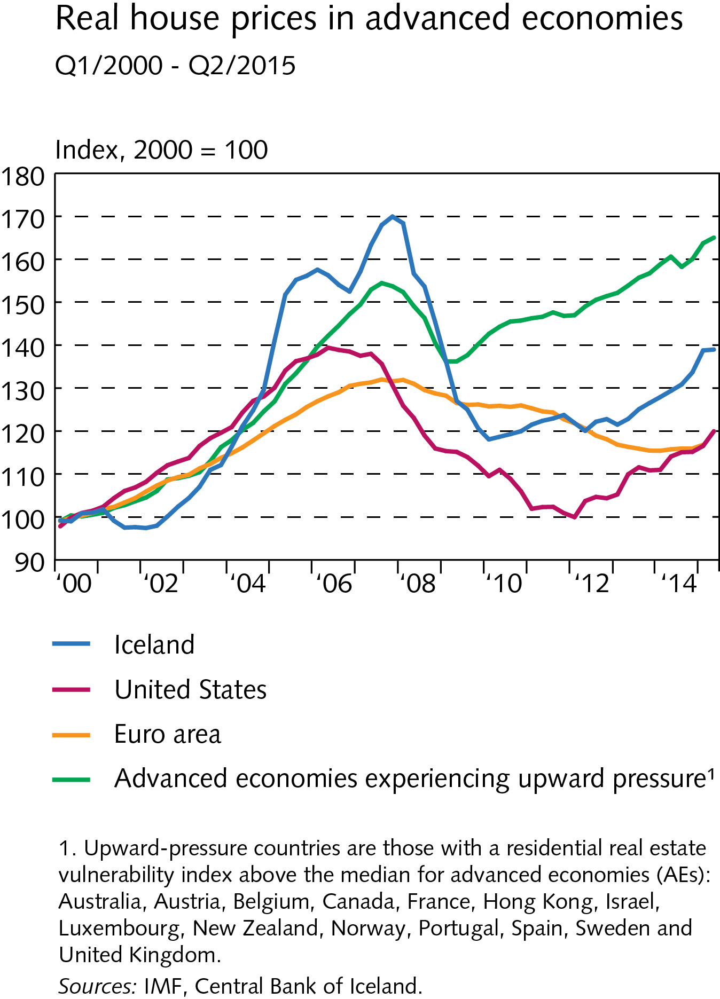 Real house prices in advanced economies
Q1/2000 - Q2/2015
Index, 2000 = 100
180
170
160
150
140
130
120
110
100
90
‘00 ‘02 ‘04 ‘06 ‘08 ‘10 ‘12 ‘14
Iceland
United States
Euro area
Advanced economies experiencing upward pressure¹
1. Upward-pressure countries are those with a residential real estate
vulnerability index above the median for advanced economies (AEs):
Australia, Austria, Belgium, Canada, France, Hong Kong, Israel,
Luxembourg, New Zealand, Norway, Portugal, Spain, Sweden and
United Kingdom.
Sources: IMF, Central Bank of Iceland.